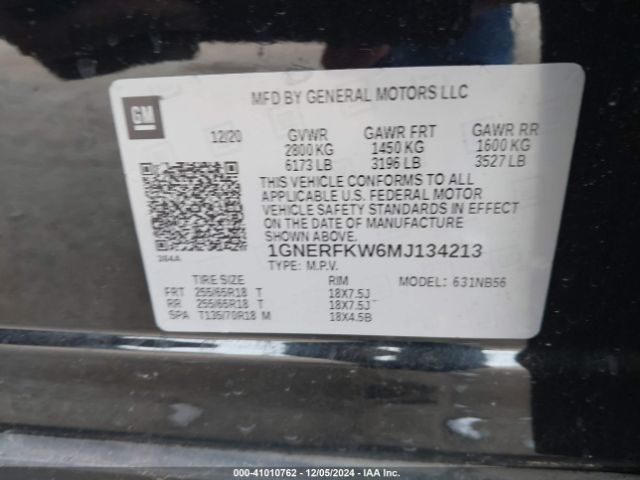 MFD BY GENERAL MOTORS LLC
GM
12/20 GVWR GAWR FRT GAWR RR
2800 KG 1450 KG 1600 KG
6173 LB 3196 LB 3527 LB
THIS VEHICLE CONFORMS TO ALL
APPLICABLE U.S. FEDERAL MOTOR
VEHICLE SAFETY STANDARDS IN EFFECT
ON THE DATE OF MANUFACTURE
SHOWN ABOVE.
384A
1GNERFKW6MJ134213
TYPE: M.P.V.
TIRE SIZE RIM MODEL: 631NB56
FRT 255/65R18 T 18X7.5J
RR 255/65R18 T 18X7.5J
SPA T135/70R18 M 18X4.5B
000-41010762 - 12/05/2024 - IAA Inc.